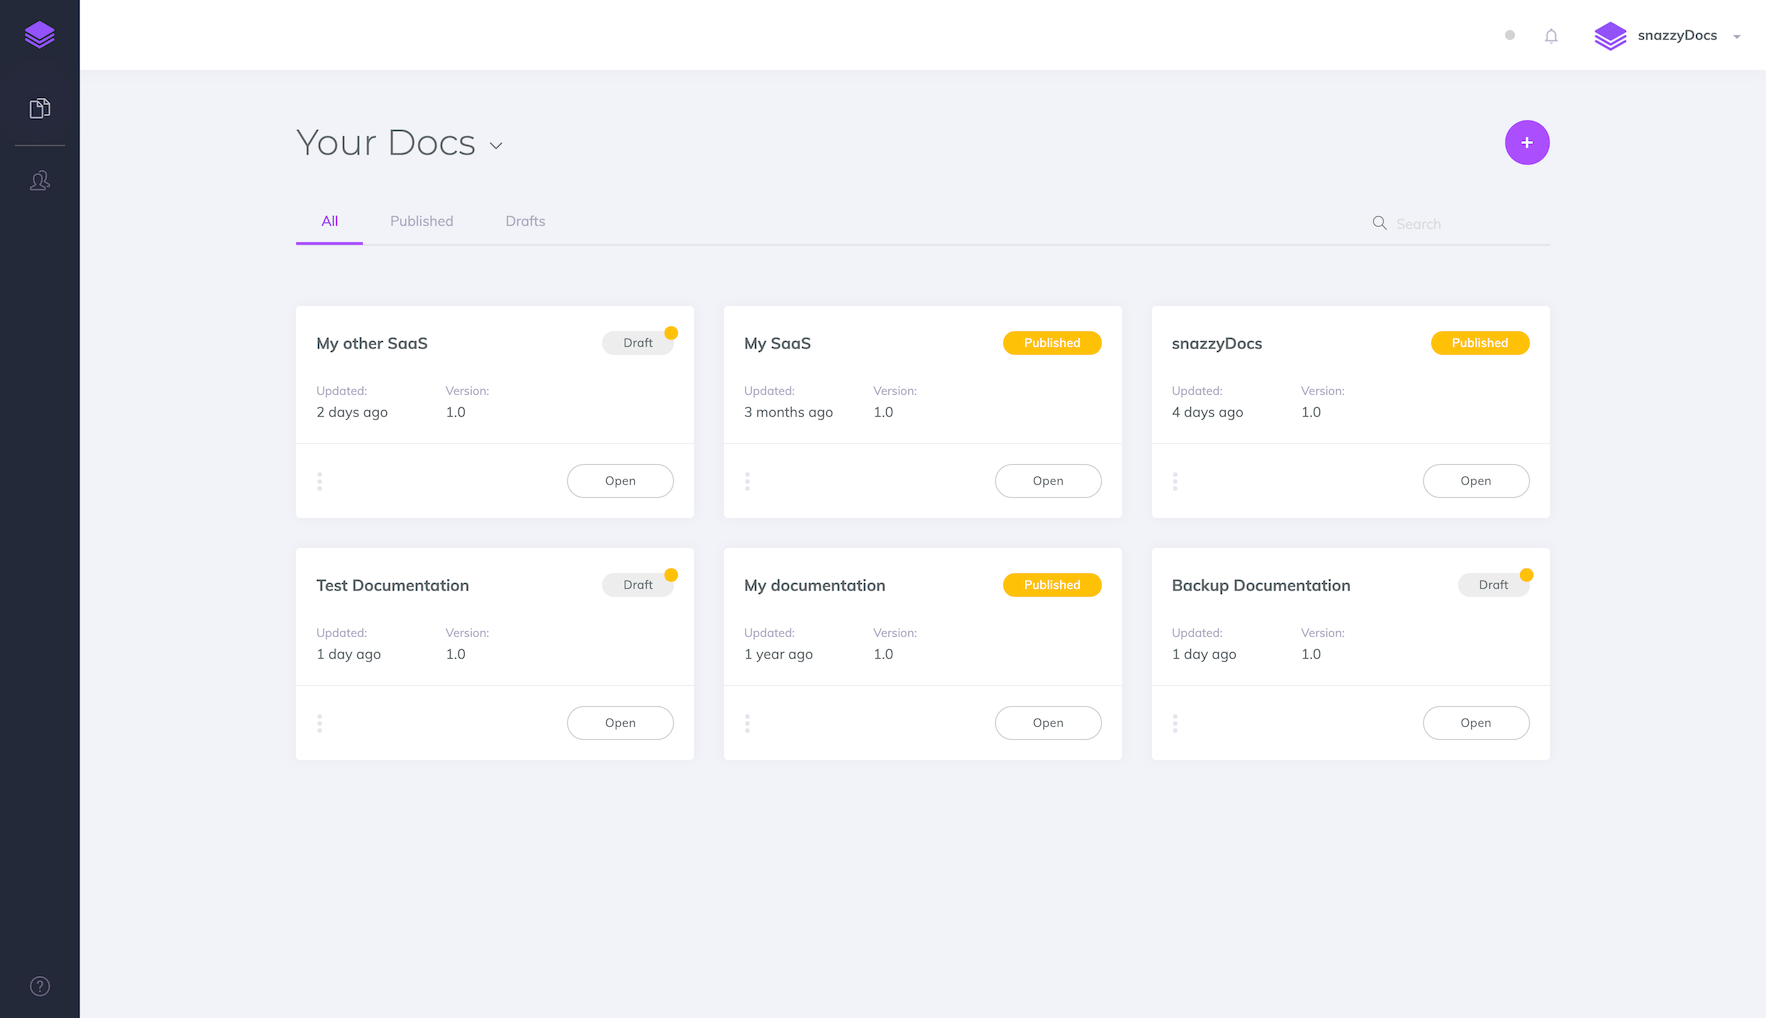 snazzyDocs
Your Docs
All Published Drafts Search
My other SaaS Draft
Updated: Version:
2 days ago 1.0
Open
My SaaS Published
Updated: Version:
3 months ago 1.0
Open
snazzyDocs Published
Updated: Version:
4 days ago 1.0
Open
Test Documentation Draft
Updated: Version:
1 day ago 1.0
Open
My documentation Published
Updated: Version:
1 year ago 1.0
Open
Backup Documentation Draft
Updated: Version:
1 day ago 1.0
Open